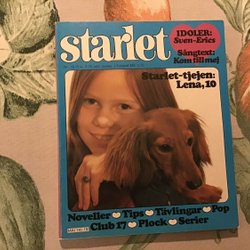 starlet
IDOLER:
Sven-Erics
Sångtext:
Kom till mej
Starlet-tjejen:
Lena, 10
Noveller Tips Tävlingar Pop
Club 17 Plock Serier